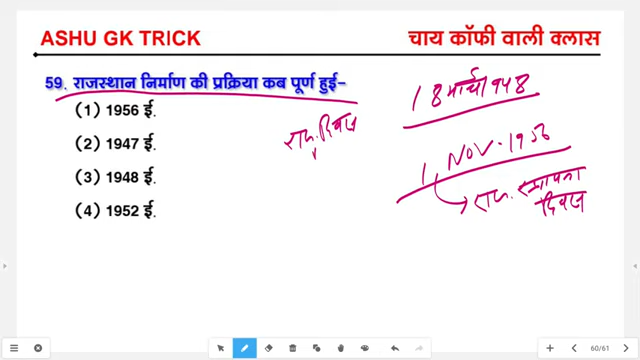 ASHU GK TRICK
चाय कॉफी वाली क्लास
59. राजस्थान निर्माण की प्रक्रिया कब पूर्ण हुई-
(1) 1956 ई.
(2) 1947 ई.
(3) 1948 ई.
(4) 1952 ई.
18 मार्च 1948
राज. दिवस
1 NOV. 1956
राज. स्थापना
दिवस
60/61